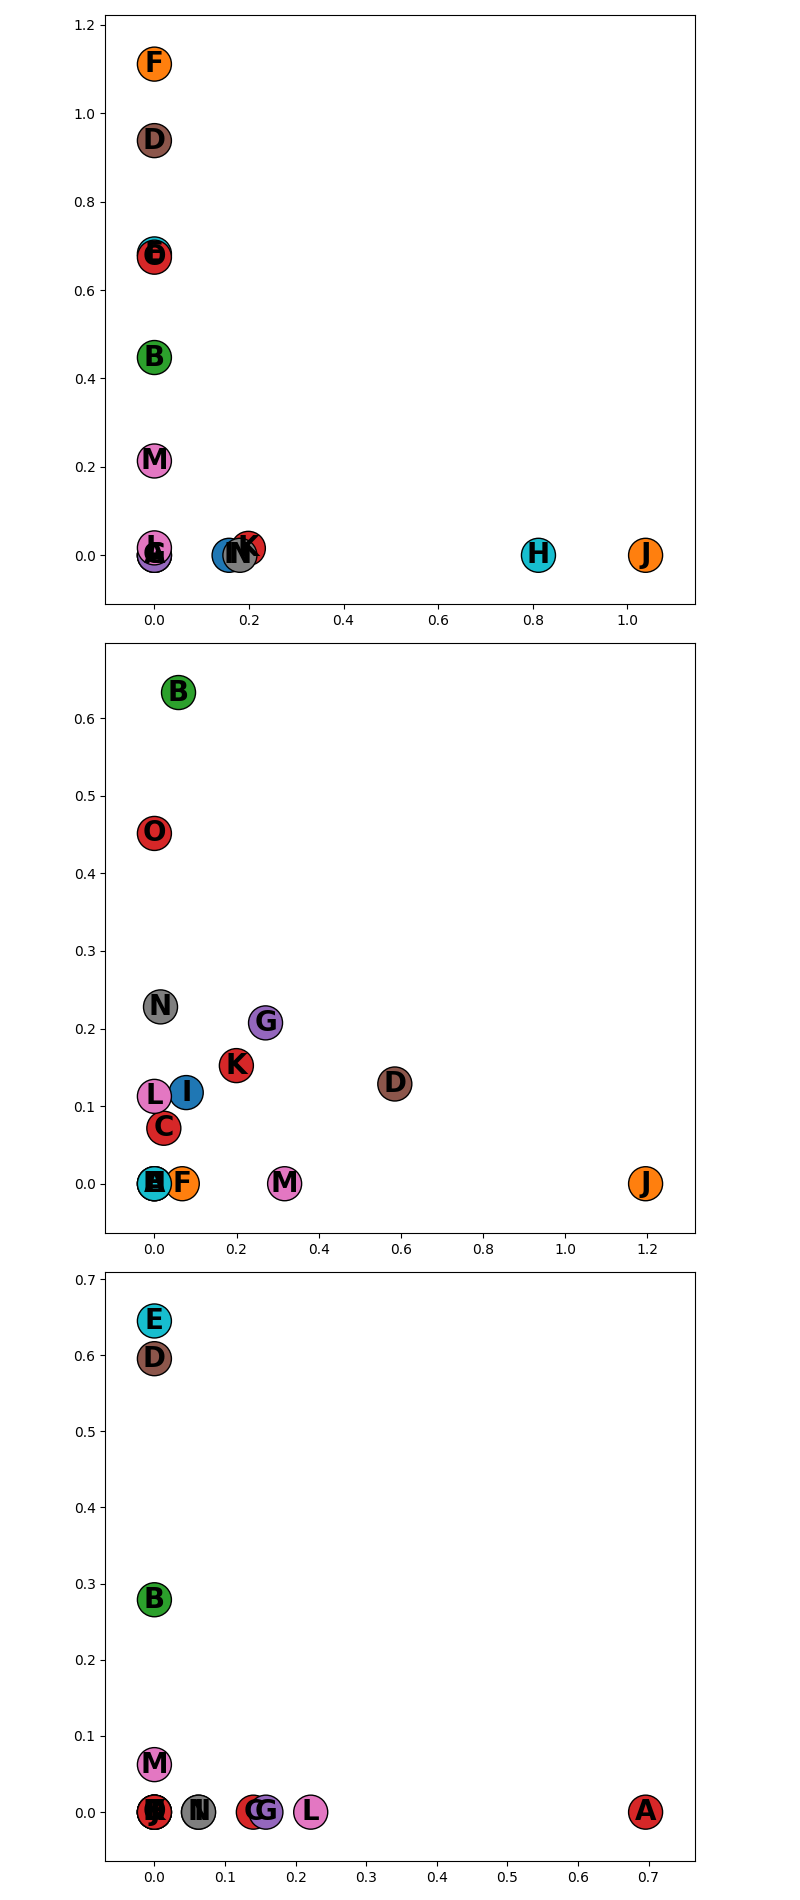 1.2
F
1.0
D
0.8
O
0.6
B
0.4
M
0.2
L
K
0.0 G N H J
0.0 0.2 0.4 0.6 0.8 1.0
B
0.6
0.5
O
0.4
0.3
N
G
0.2
K
D
L I
0.1
C
0.0 F M J
0.0 0.2 0.4 0.6 0.8 1.0 1.2
0.7
E
0.6
D
0.5
0.4
0.3
B
0.2
0.1
M
0.0 N C G L A
0.0 0.1 0.2 0.3 0.4 0.5 0.6 0.7